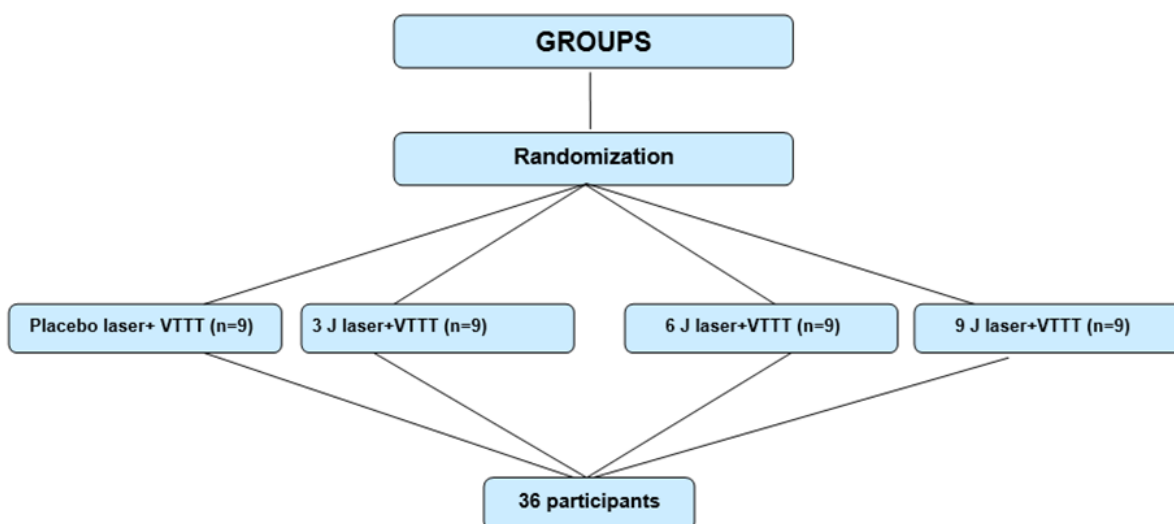 GROUPS
Randomization
Placebo laser+ VTTT (n=9)
3 J laser+VTTT (n=9)
6 J laser+VTTT (n=9)
9 J laser+VTTT (n=9)
36 participants